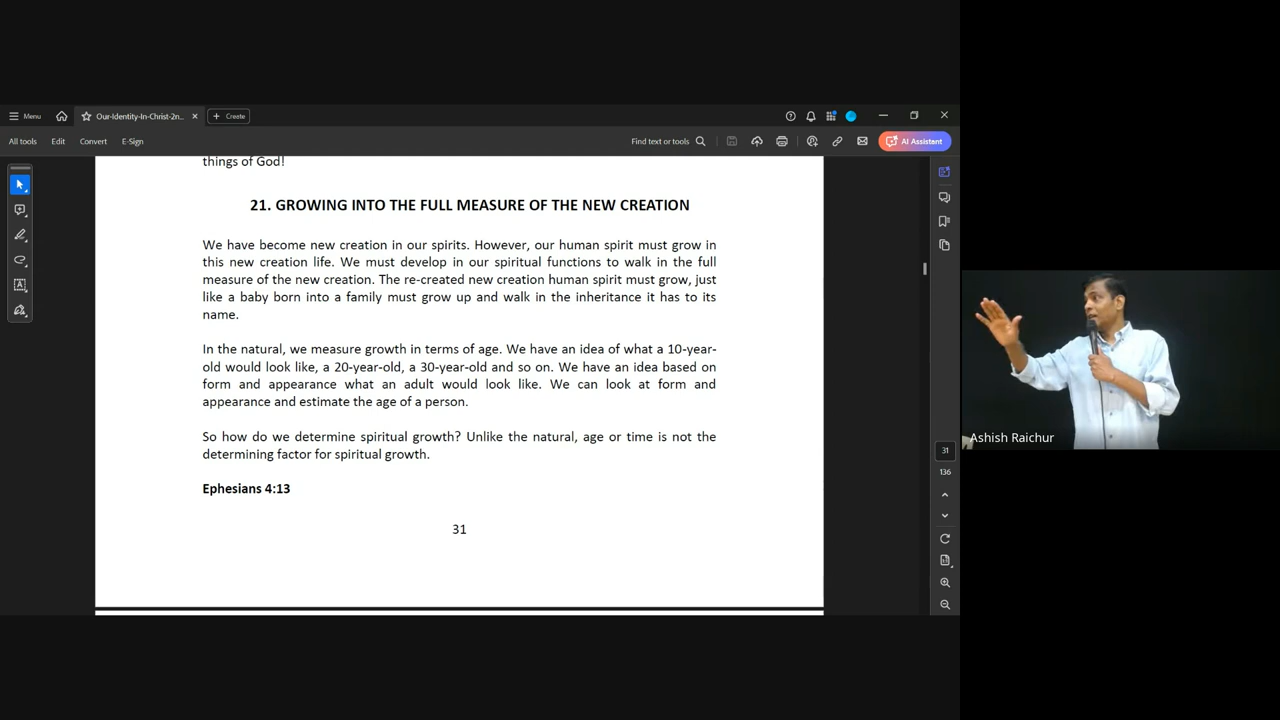 Menu
Our-Identity-In-Christ-2n...
Create
All tools
Edit
Convert
E-Sign
Find text or tools
AI Assistant
things of God!
21. GROWING INTO THE FULL MEASURE OF THE NEW CREATION
We have become new creation in our spirits. However, our human spirit must grow in
this new creation life. We must develop in our spiritual functions to walk in the full
measure of the new creation. The re-created new creation human spirit must grow, just
like a baby born into a family must grow up and walk in the inheritance it has to its
name.
In the natural, we measure growth in terms of age. We have an idea of what a 10-year-
old would look like, a 20-year-old, a 30-year-old and so on. We have an idea based on
form and appearance what an adult would look like. We can look at form and
appearance and estimate the age of a person.
So how do we determine spiritual growth? Unlike the natural, age or time is not the
determining factor for spiritual growth.
Ephesians 4:13
31
31
136
Ashish Raichur